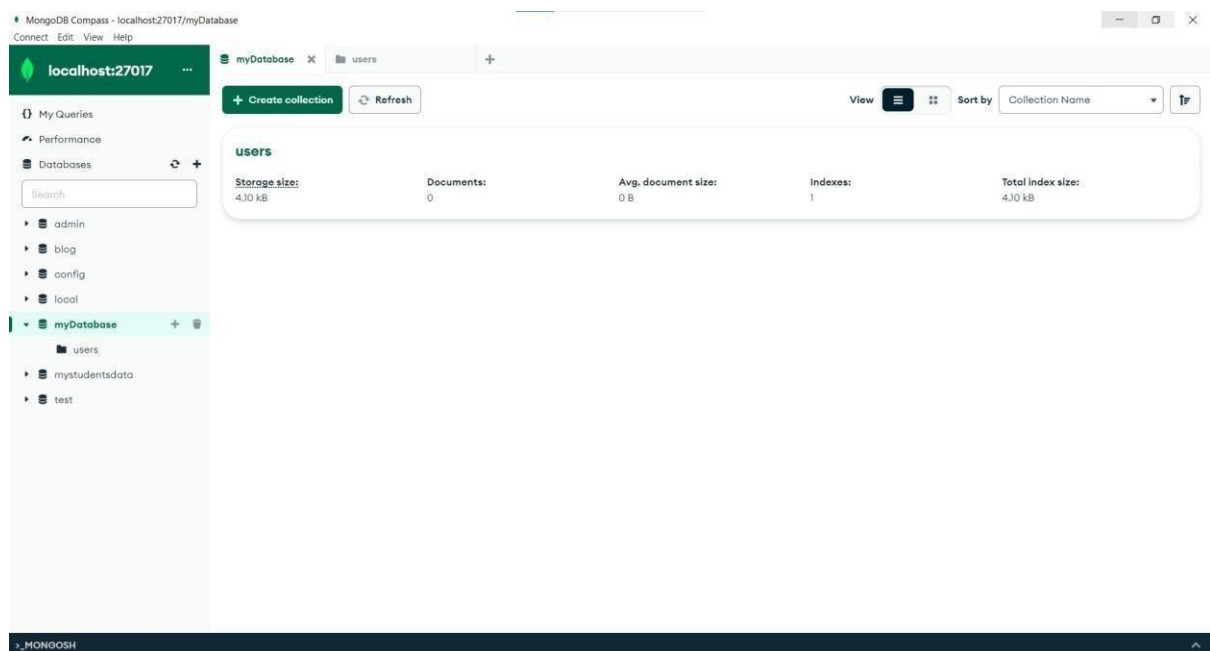 MongoDB Compass - localhost:27017/myDatabase
Connect Edit View Help
localhost:27017 ...
{} My Queries
Performance
Databases
Search
admin
blog
config
local
myDatabase
users
mystudentsdata
test
myDatabase users
+ Create collection Refresh View Sort by Collection Name
users
Storage size: Documents: Avg. document size: Indexes: Total index size:
4.10 kB 0 0 B 1 4.10 kB
>_MONGOSH